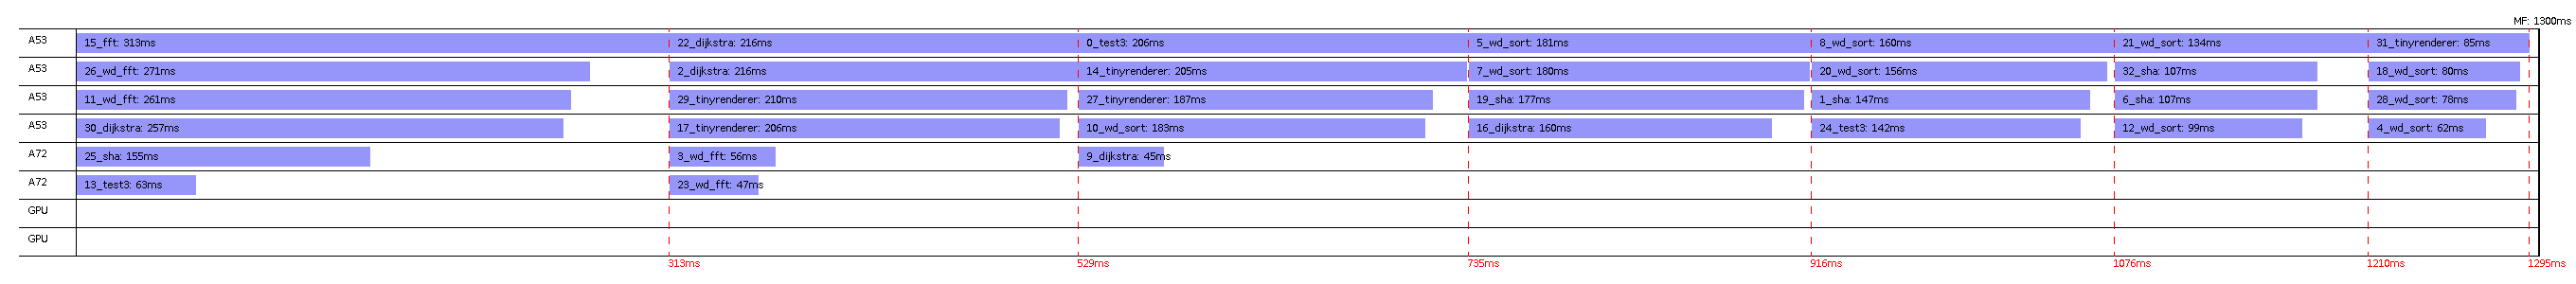 MF: 1300ms
A53 15_fft: 313ms 22_dijkstra: 216ms 0_test3: 206ms 5_wd_sort: 181ms 8_wd_sort: 160ms 21_wd_sort: 134ms 31_tinyrenderer: 85ms
A53 26_wd_fft: 271ms 2_dijkstra: 216ms 14_tinyrenderer: 205ms 7_wd_sort: 180ms 20_wd_sort: 156ms 32_sha: 107ms 18_wd_sort: 80ms
A53 11_wd_fft: 261ms 29_tinyrenderer: 210ms 27_tinyrenderer: 187ms 19_sha: 177ms 1_sha: 147ms 6_sha: 107ms 28_wd_sort: 78ms
A53 30_dijkstra: 257ms 17_tinyrenderer: 206ms 10_wd_sort: 183ms 16_dijkstra: 160ms 24_test3: 142ms 12_wd_sort: 99ms 4_wd_sort: 62ms
A72 25_sha: 155ms 3_wd_fft: 56ms 9_dijkstra: 45ms
A72 13_test3: 63ms 23_wd_fft: 47ms
GPU
GPU
313ms 529ms 735ms 916ms 1076ms 1210ms 1295ms